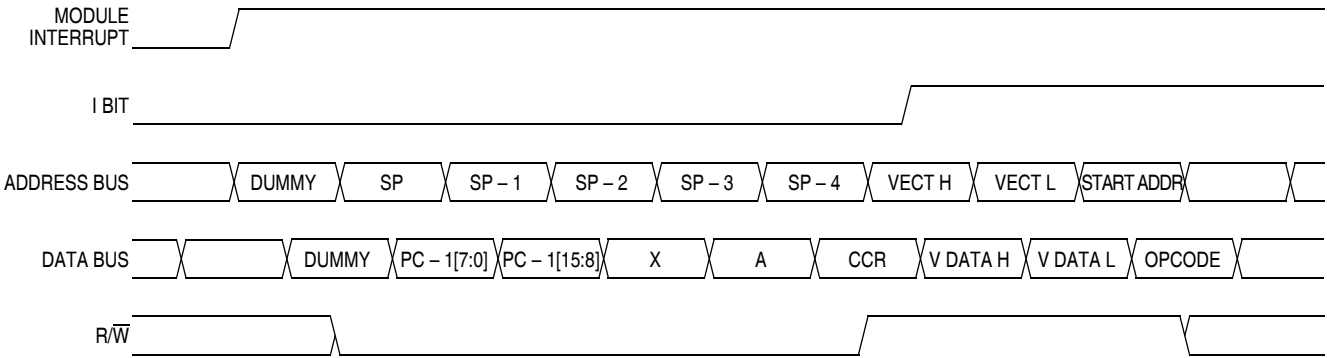 MODULE
INTERRUPT
I BIT
ADDRESS BUS DUMMY SP SP – 1 SP – 2 SP – 3 SP – 4 VECT H VECT L START ADDR
DATA BUS DUMMY PC – 1[7:0] PC – 1[15:8] X A CCR V DATA H V DATA L OPCODE
R/W̅